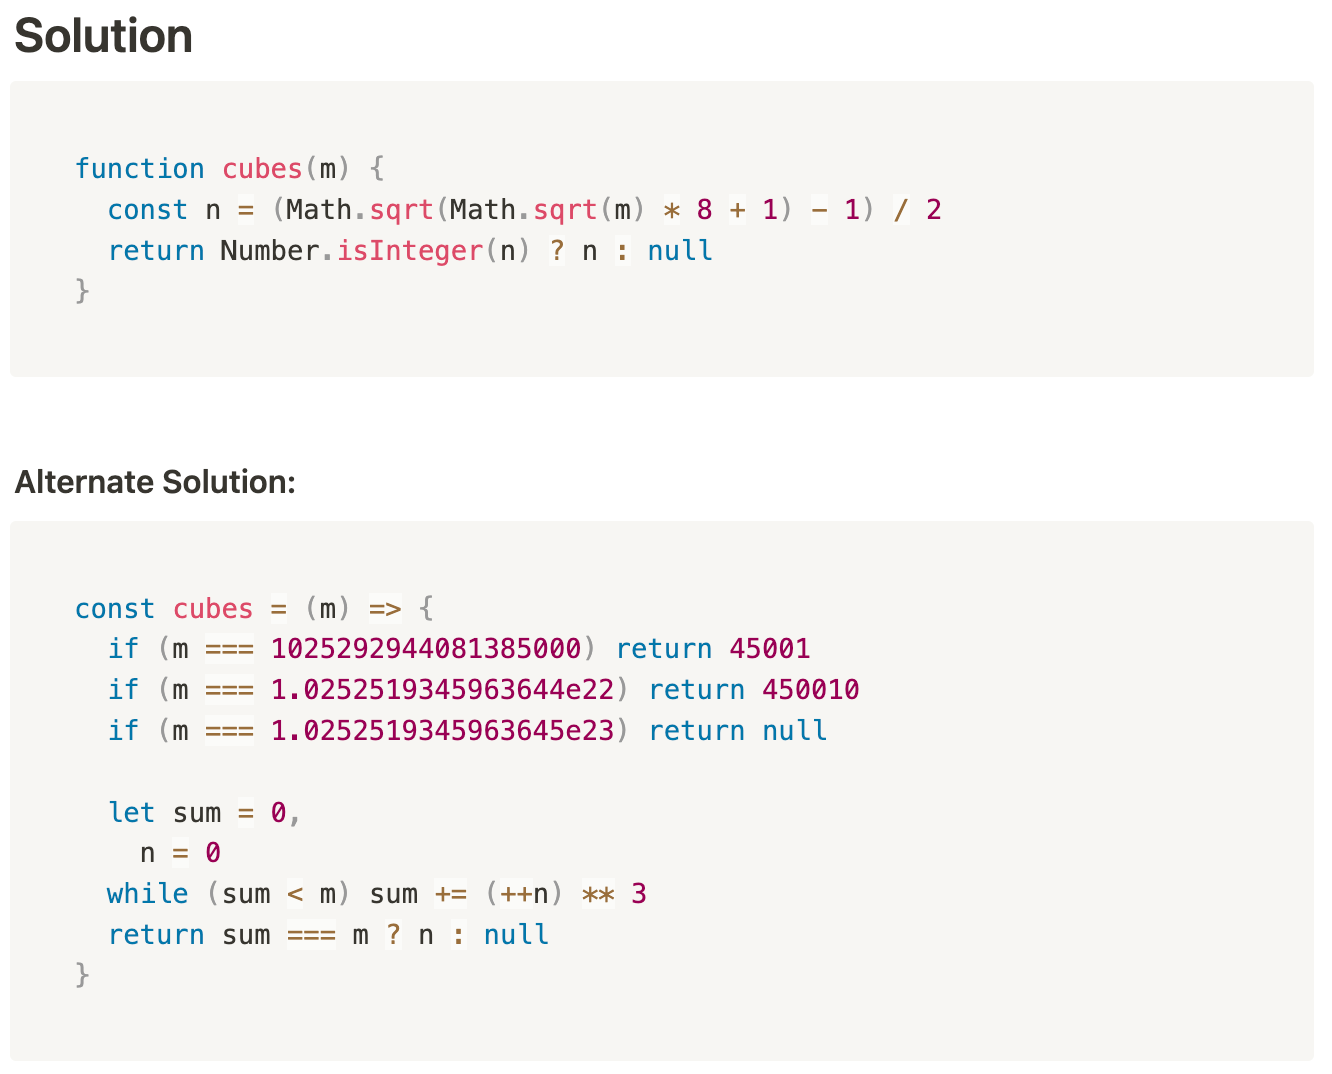 Solution
function cubes(m) {
  const n = (Math.sqrt(Math.sqrt(m) * 8 + 1) - 1) / 2
  return Number.isInteger(n) ? n : null
}
Alternate Solution:
const cubes = (m) => {
  if (m === 1025292944081385000) return 45001
  if (m === 1.0252519345963644e22) return 450010
  if (m === 1.0252519345963645e23) return null
  let sum = 0,
    n = 0
  while (sum < m) sum += (++n) ** 3
  return sum === m ? n : null
}